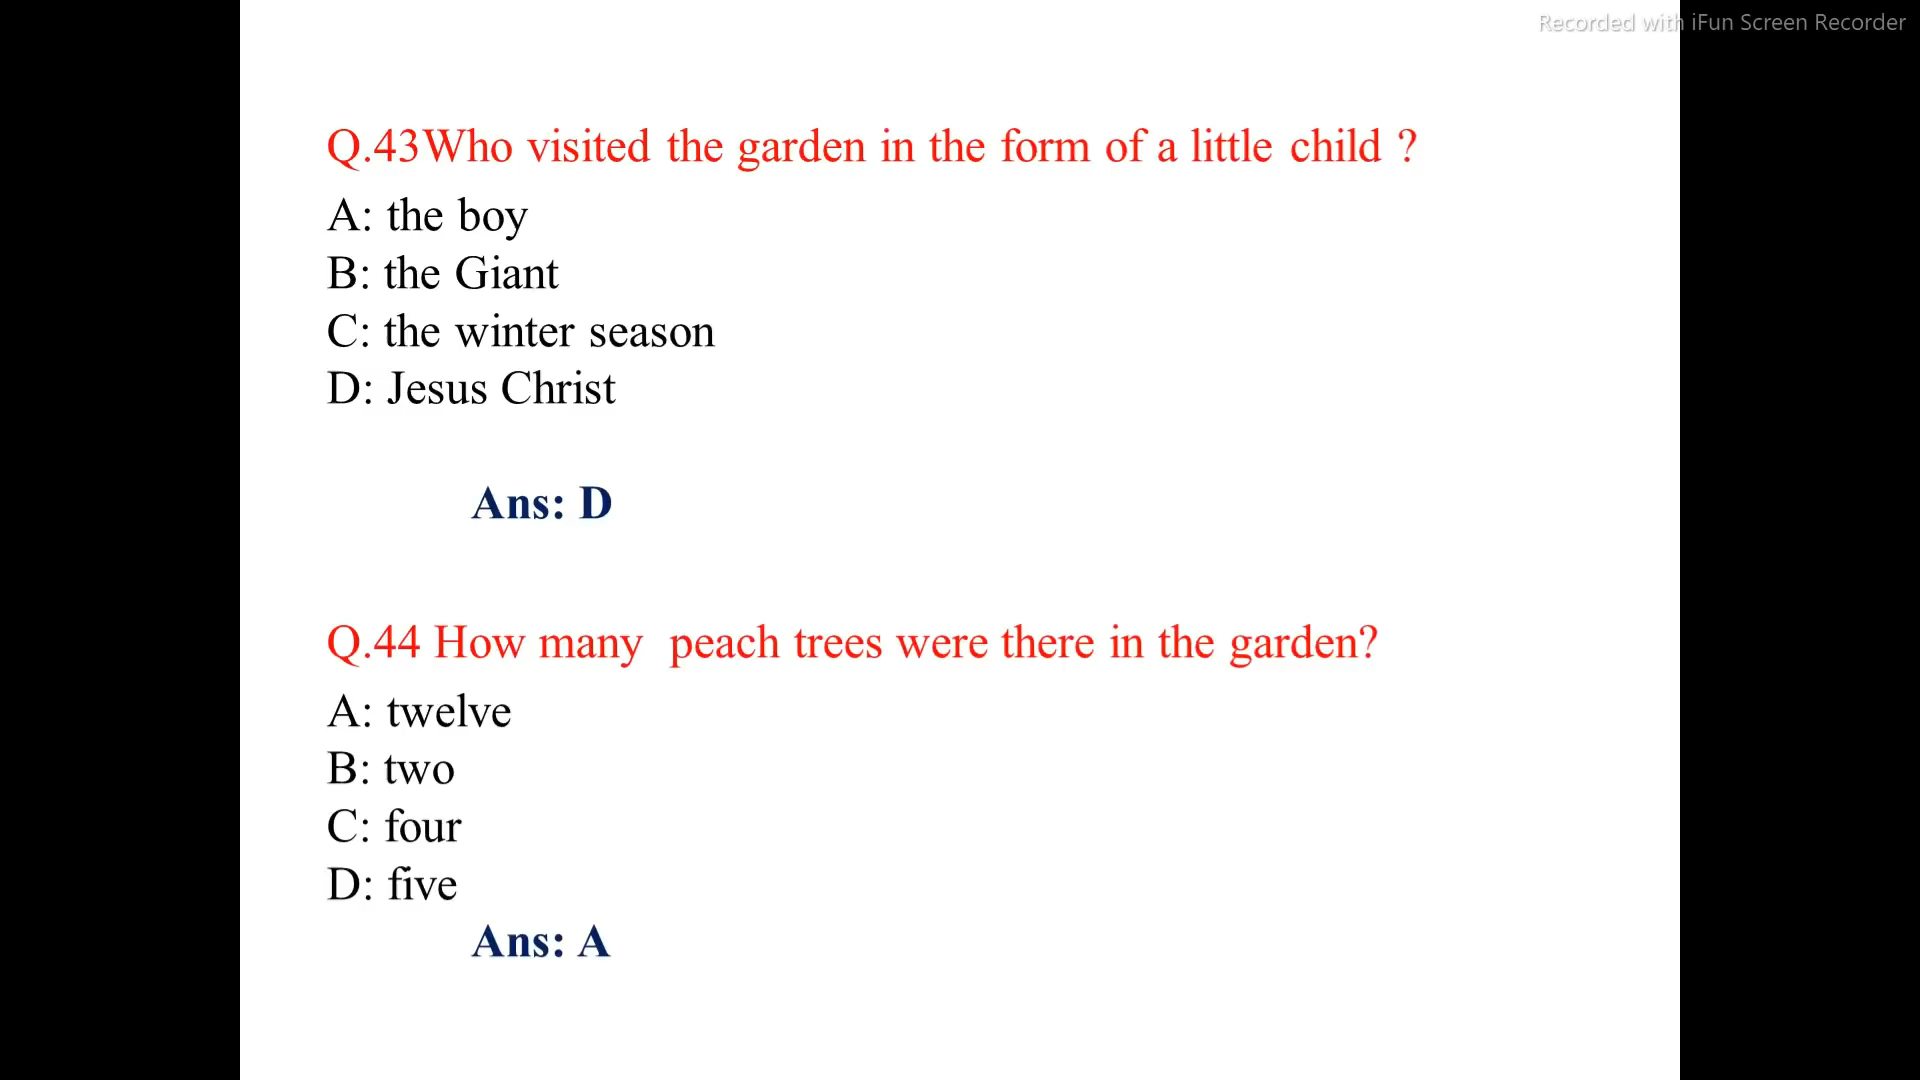 Recorded with iFun Screen Recorder
Q.43Who visited the garden in the form of a little child ?
A: the boy
B: the Giant
C: the winter season
D: Jesus Christ
Ans: D
Q.44 How many  peach trees were there in the garden?
A: twelve
B: two
C: four
D: five
Ans: A